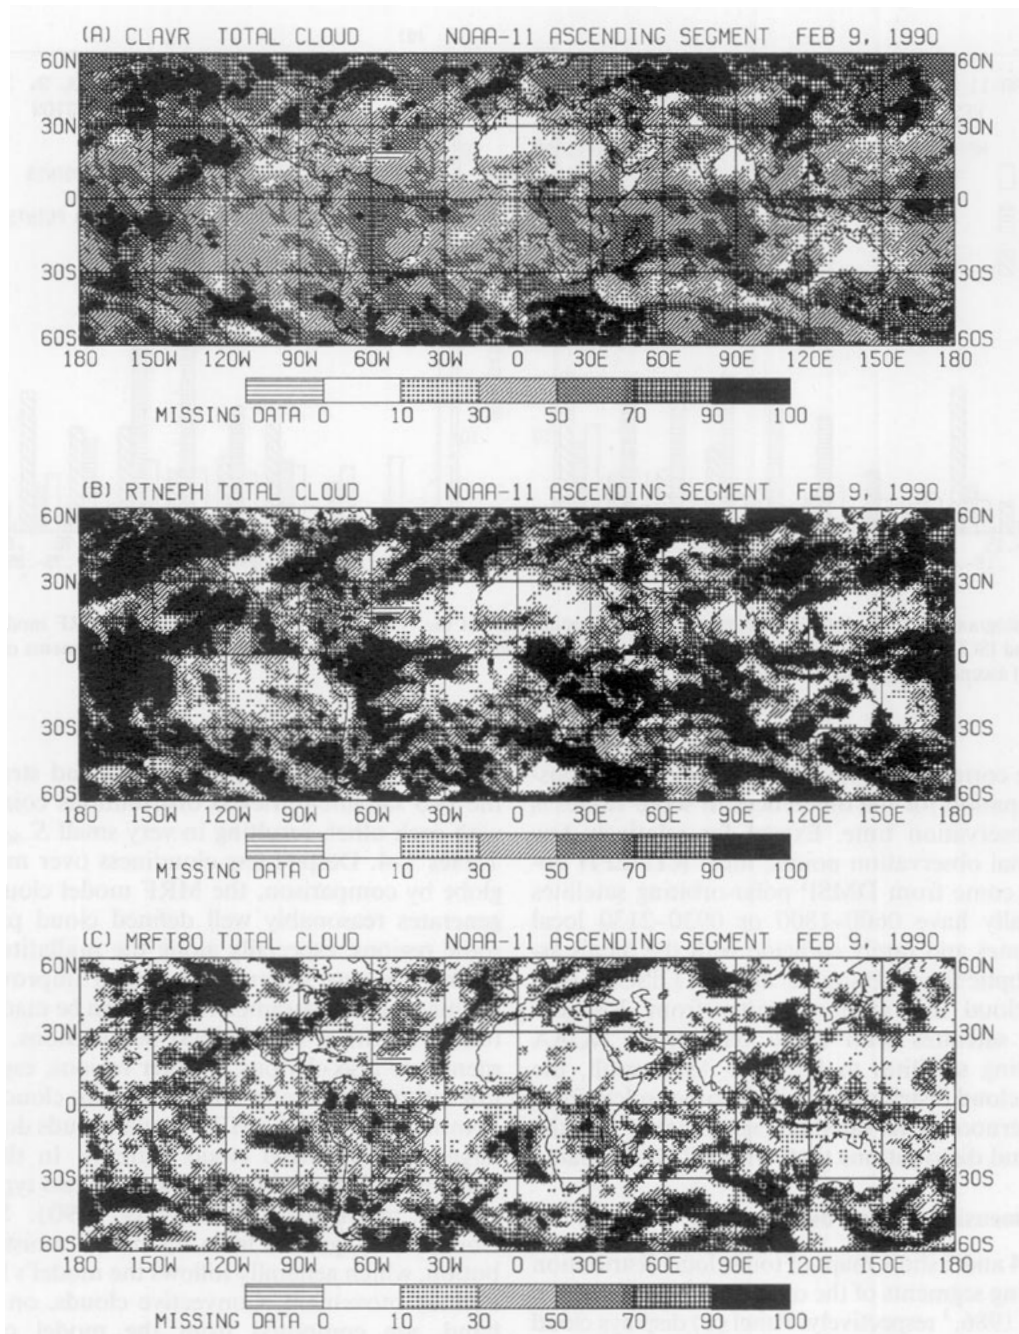 (A) CLAVR TOTAL CLOUD NOAA-11 ASCENDING SEGMENT FEB 9, 1990
60N 60N
30N 30N
0 0
30S 30S
60S 60S
180 150W 120W 90W 60W 30W 0 30E 60E 90E 120E 150E 180
MISSING DATA 0 10 30 50 70 90 100
(B) RTNEPH TOTAL CLOUD NOAA-11 ASCENDING SEGMENT FEB 9, 1990
60N 60N
30N 30N
0 0
30S 30S
60S 60S
180 150W 120W 90W 60W 30W 0 30E 60E 90E 120E 150E 180
MISSING DATA 0 10 30 50 70 90 100
(C) MRFT80 TOTAL CLOUD NOAA-11 ASCENDING SEGMENT FEB 9, 1990
60N 60N
30N 30N
0 0
30S 30S
60S 60S
180 150W 120W 90W 60W 30W 0 30E 60E 90E 120E 150E 180
MISSING DATA 0 10 30 50 70 90 100